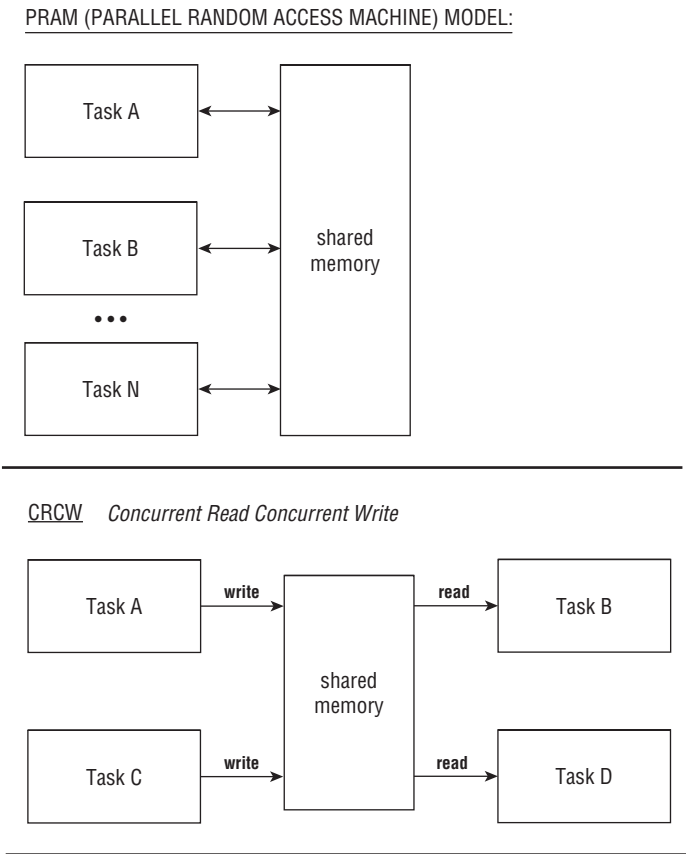 PRAM (PARALLEL RANDOM ACCESS MACHINE) MODEL:
Task A
Task B
shared
memory
•••
Task N
CRCW Concurrent Read Concurrent Write
Task A
write
read
Task B
shared
memory
Task C
write
read
Task D